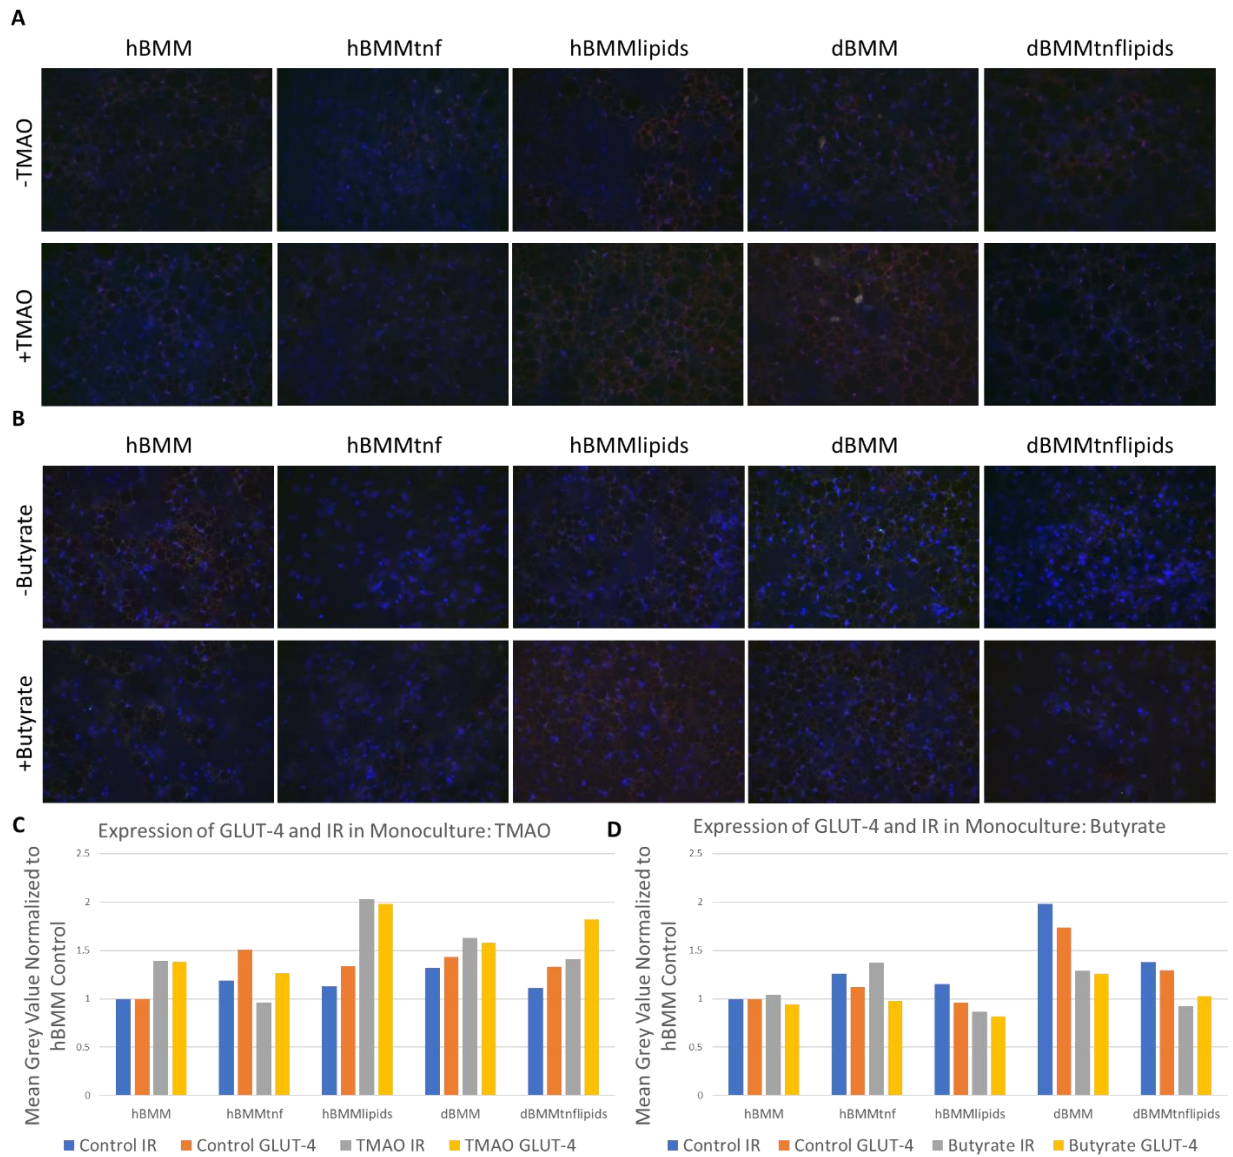 A
hBMM hBMMtnf hBMMlipids dBMM dBMMtnflipids
-TMAO
+TMAO
B
hBMM hBMMtnf hBMMlipids dBMM dBMMtnflipids
-Butyrate
+Butyrate
C
Expression of GLUT-4 and IR in Monoculture: TMAO
Mean Grey Value Normalized to
hBMM Control
2.5
2
1.5
1
0.5
0
hBMM hBMMtnf hBMMlipids dBMM dBMMtnflipids
Control IR Control GLUT-4 TMAO IR TMAO GLUT-4
D
Expression of GLUT-4 and IR in Monoculture: Butyrate
Mean Grey Value Normalized to
hBMM Control
2.5
2
1.5
1
0.5
0
hBMM hBMMtnf hBMMlipids dBMM dBMMtnflipids
Control IR Control GLUT-4 Butyrate IR Butyrate GLUT-4